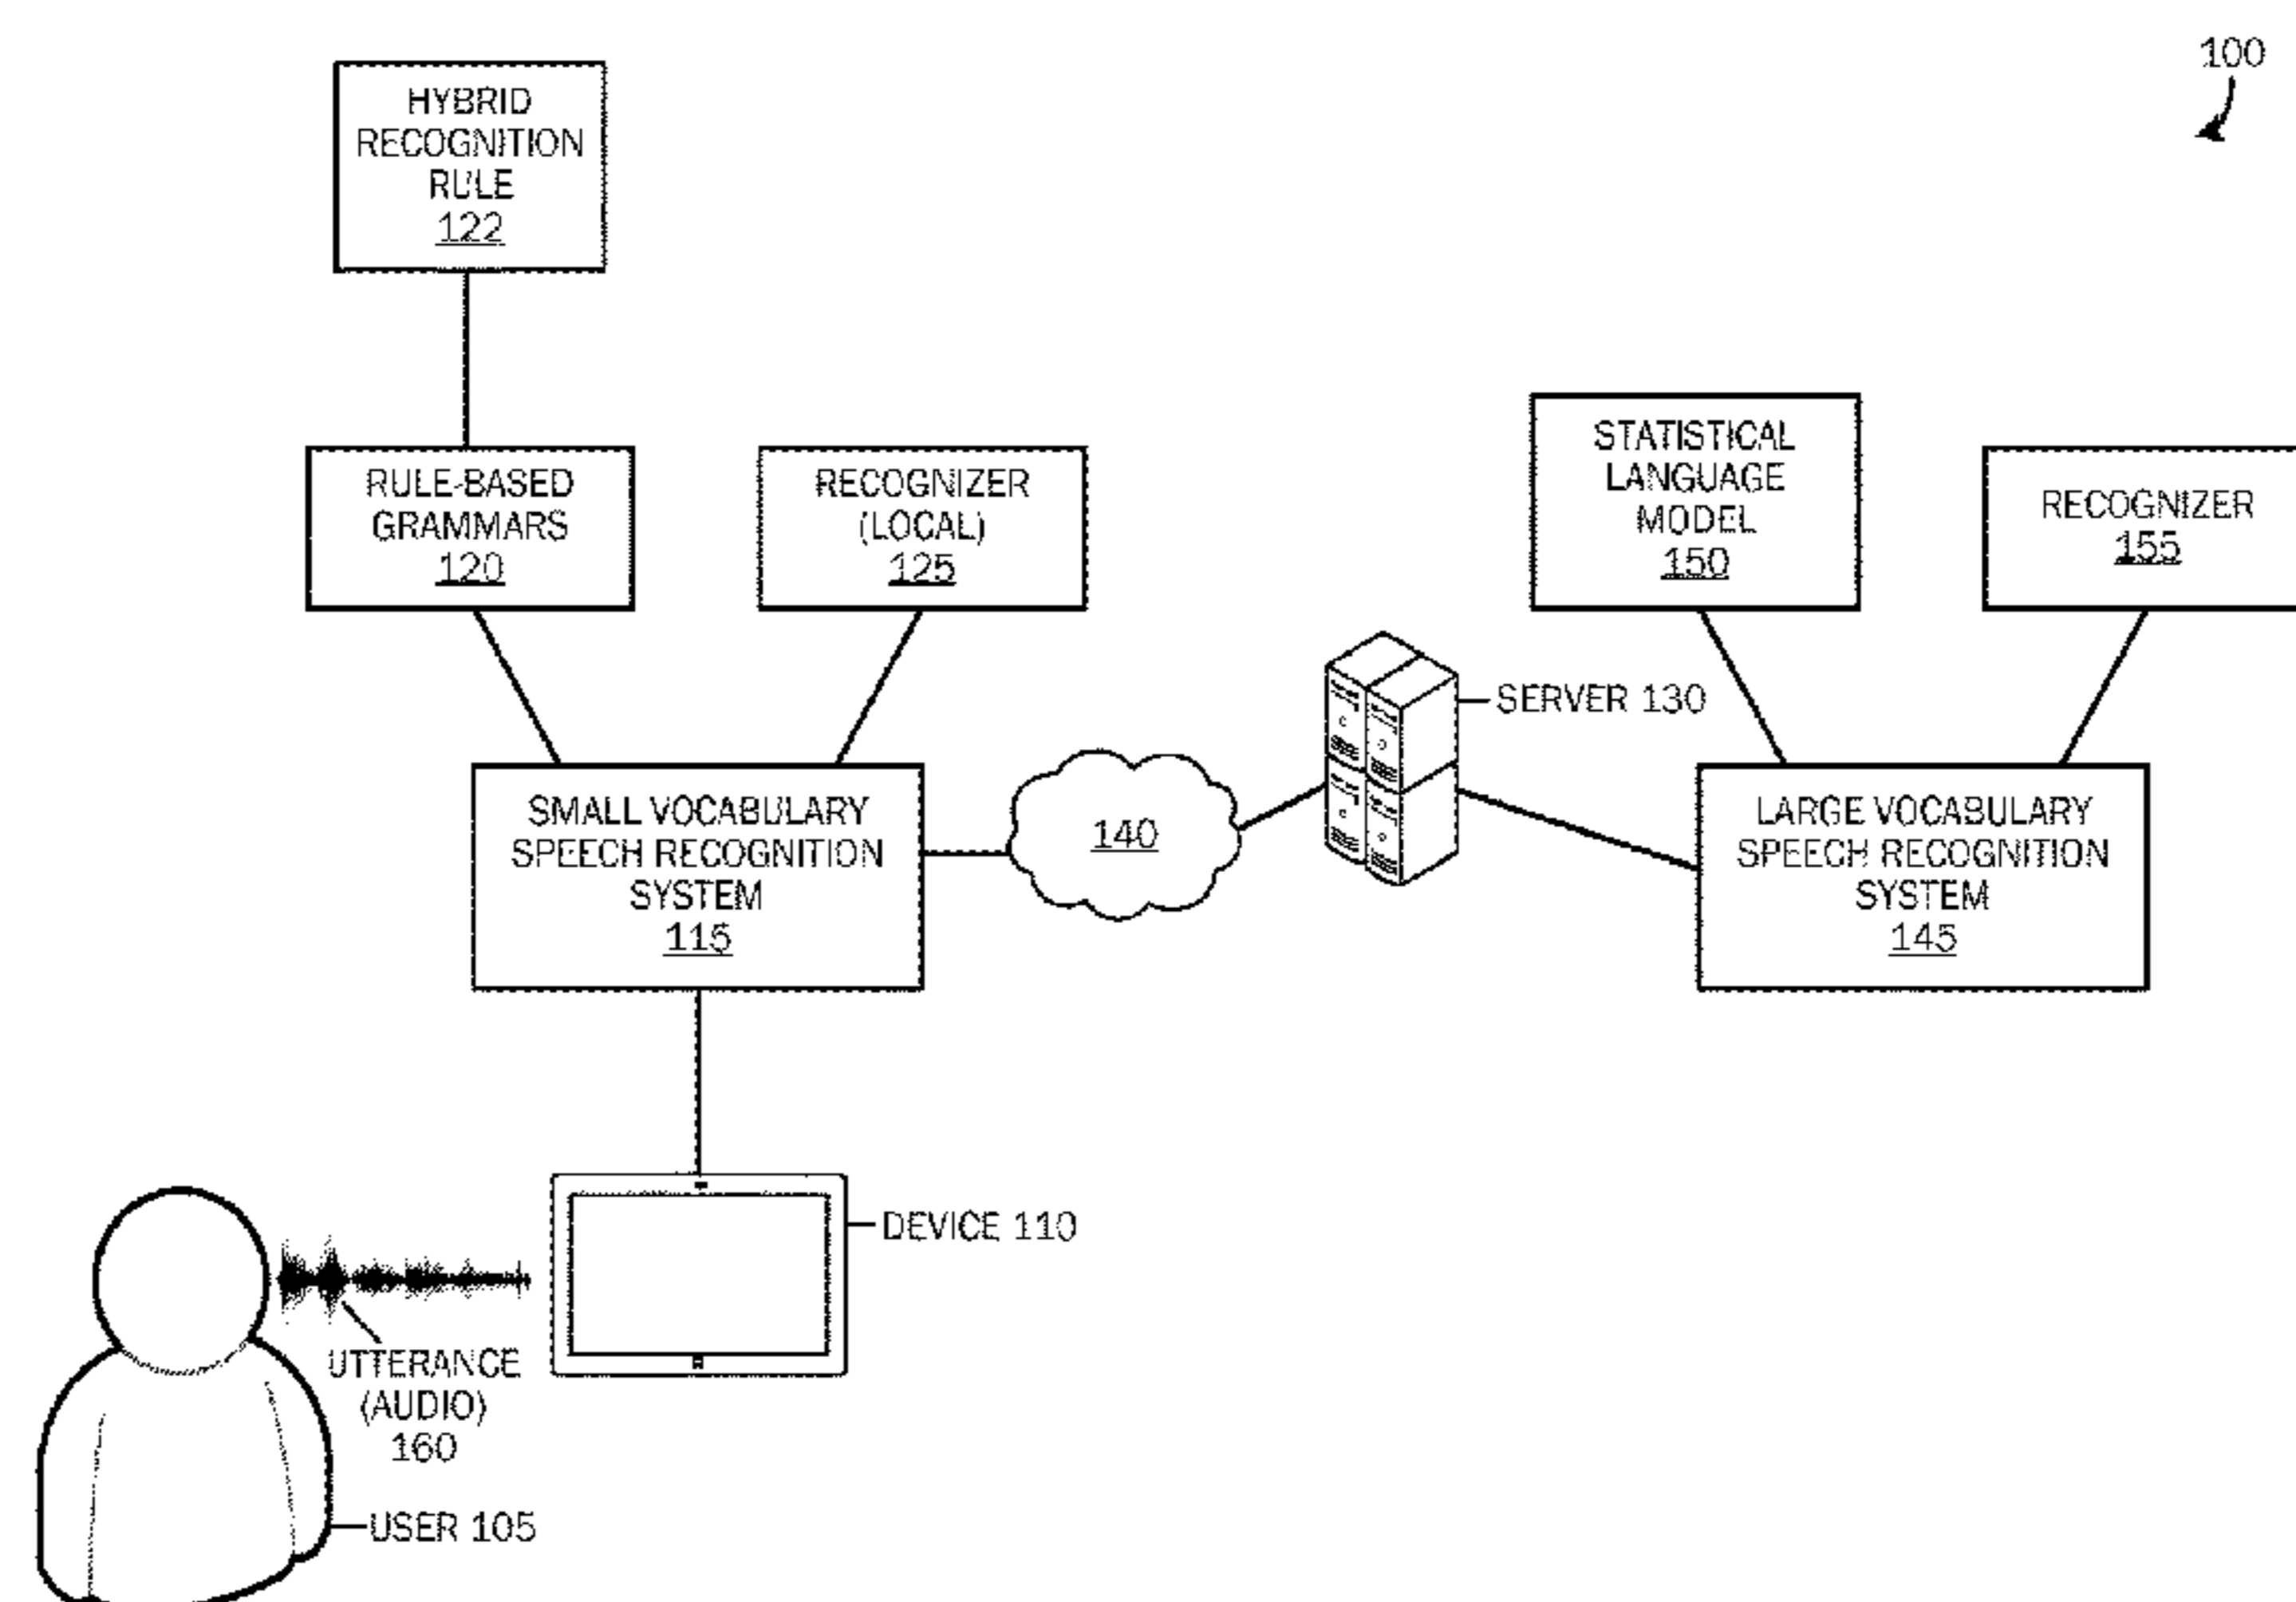 100
HYBRID
RECOGNITION
RULE
122
RULE-BASED
GRAMMARS
120
RECOGNIZER
(LOCAL)
125
STATISTICAL
LANGUAGE
MODEL
150
RECOGNIZER
155
SERVER 130
SMALL VOCABULARY
SPEECH RECOGNITION
SYSTEM
115
140
LARGE VOCABULARY
SPEECH RECOGNITION
SYSTEM
145
DEVICE 110
UTTERANCE
(AUDIO)
160
USER 105